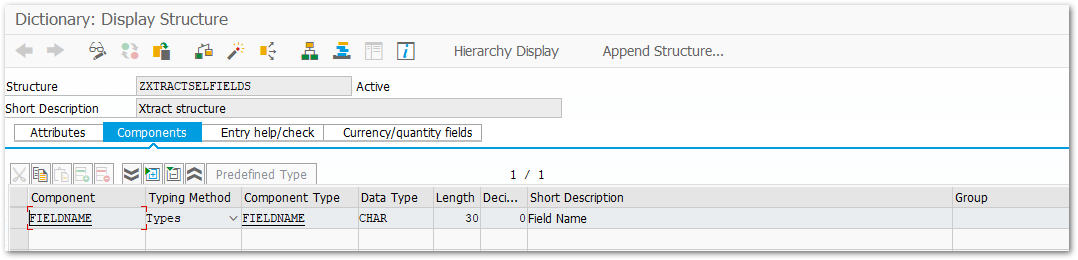 Dictionary: Display Structure
Hierarchy Display Append Structure...
Structure ZXTRACTSELFIELDS Active
Short Description Xtract structure
Attributes Components Entry help/check Currency/quantity fields
Predefined Type 1 / 1
Component Typing Method Component Type Data Type Length Deci... Short Description Group
FIELDNAME Types FIELDNAME CHAR 30 0 Field Name